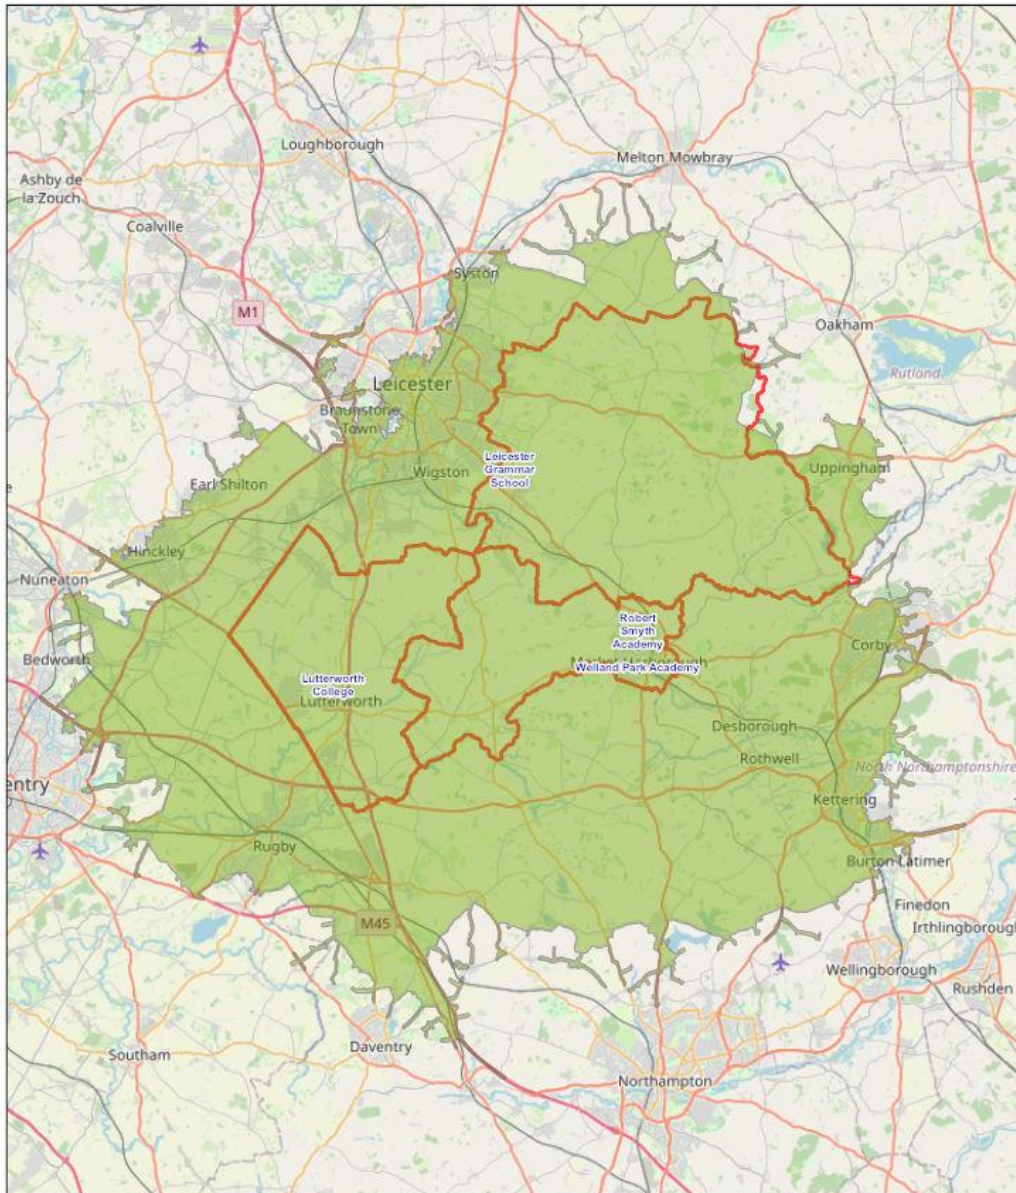 Loughborough
Melton Mowbray
Ashby de
la Zouch
Coalville
Syston
M1
Oakham
Rutland
Leicester
Braunstone
Town
Leicester
Grammar
School
Wigston
Uppingham
Earl Shilton
Hinckley
Nuneaton
Robert
Smyth
Academy
Corby
Bedworth
Welland Park Academy
Lutterworth
College
Lutterworth
Desborough
Rothwell
North Northamptonshire
entry
Kettering
Rugby
Burton Latimer
Finedon
M45
Irthlingborough
Wellingborough
Rushden
Southam
Daventry
Northampton